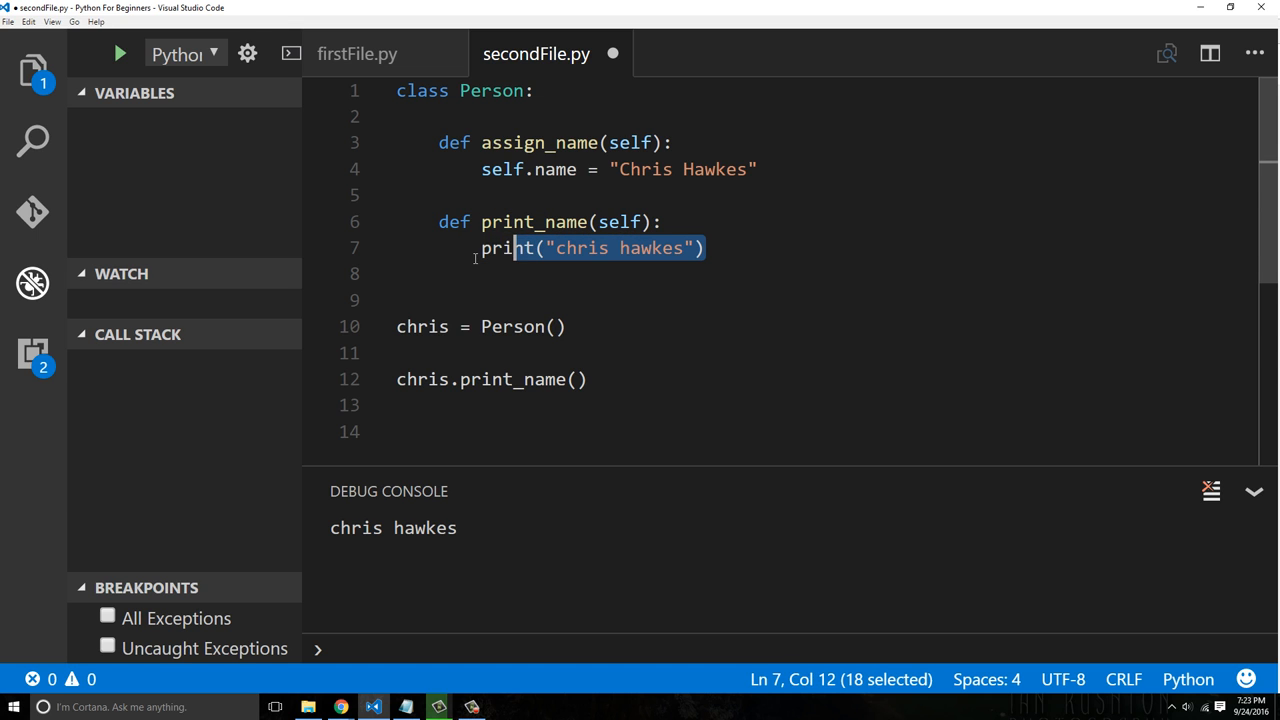 secondFile.py - Python For Beginners - Visual Studio Code
File Edit View Go Help
Python
firstFile.py
secondFile.py
1
VARIABLES
WATCH
CALL STACK
2
BREAKPOINTS
All Exceptions
Uncaught Exceptions
1 class Person:
2
3 def assign_name(self):
4 self.name = "Chris Hawkes"
5
6 def print_name(self):
7 print("chris hawkes")
8
9
10 chris = Person()
11
12 chris.print_name()
13
14
DEBUG CONSOLE
chris hawkes
0 0
Ln 7, Col 12 (18 selected) Spaces: 4 UTF-8 CRLF Python
I'm Cortana. Ask me anything.
7:23 PM
9/24/2016